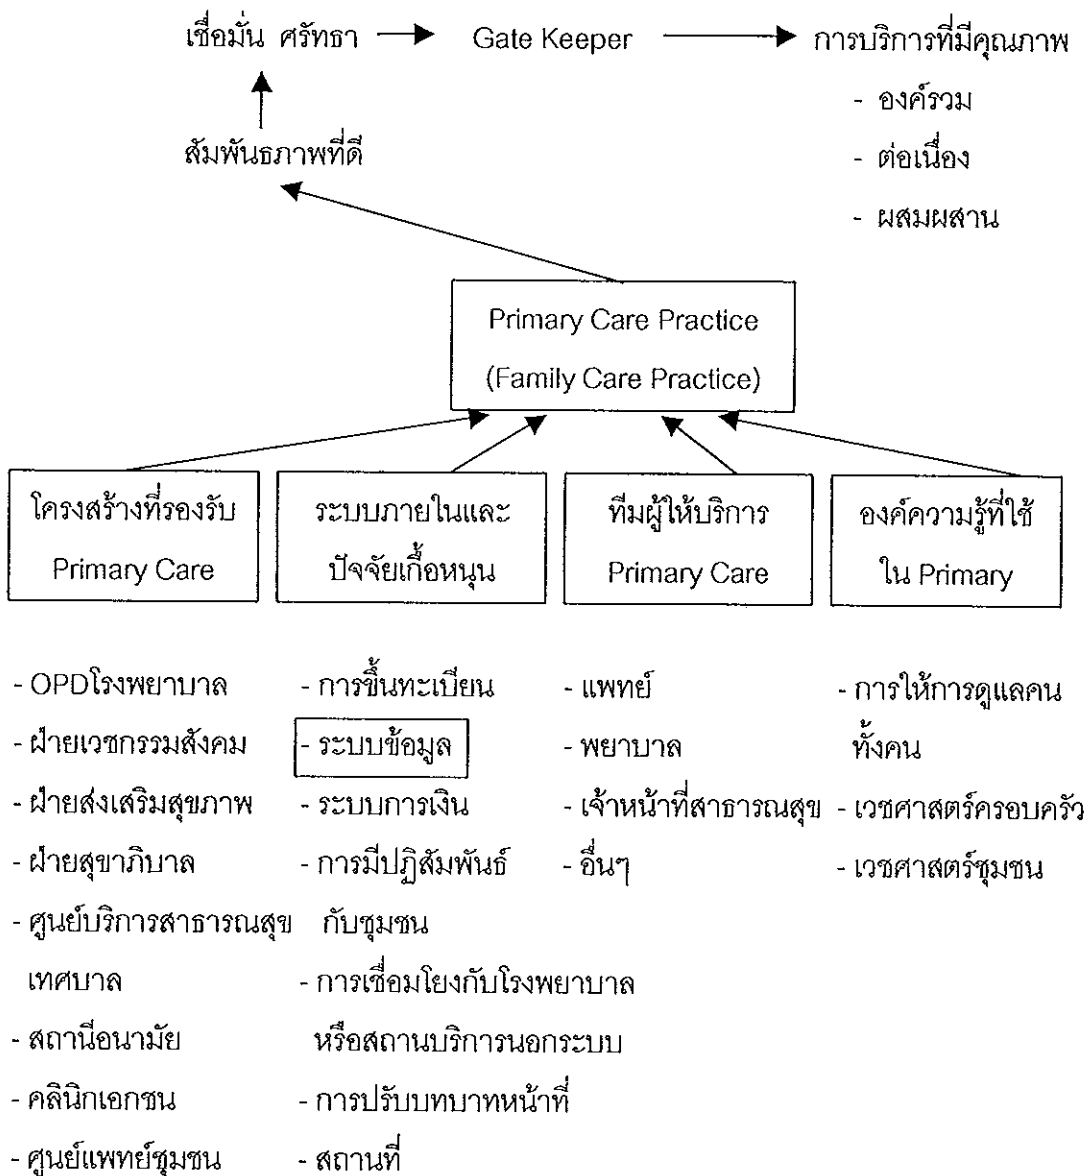 เชื่อมั่น ศรัทธา
Gate Keeper
การบริการที่มีคุณภาพ
- องค์รวม
สัมพันธภาพที่ดี
- ต่อเนื่อง
- ผสมผสาน
Primary Care Practice
(Family Care Practice)
โครงสร้างที่รองรับ
Primary Care
ระบบภายในและ
ปัจจัยเกื้อหนุน
ทีมผู้ให้บริการ
Primary Care
องค์ความรู้ที่ใช้
ใน Primary
- OPDโรงพยาบาล
- ฝ่ายเวชกรรมสังคม
- ฝ่ายส่งเสริมสุขภาพ
- ฝ่ายสุขาภิบาล
- ศูนย์บริการสาธารณสุข
เทศบาล
- สถานีอนามัย
- คลินิกเอกชน
- ศูนย์แพทย์ชุมชน
- การขึ้นทะเบียน
- ระบบข้อมูล
- ระบบการเงิน
- การมีปฏิสัมพันธ์
กับชุมชน
- การเชื่อมโยงกับโรงพยาบาล
หรือสถานบริการนอกระบบ
- การปรับบทบาทหน้าที่
- สถานที่
- แพทย์
- พยาบาล
- เจ้าหน้าที่สาธารณสุข
- อื่นๆ
- การให้การดูแลคน
ทั้งคน
- เวชศาสตร์ครอบครัว
- เวชศาสตร์ชุมชน